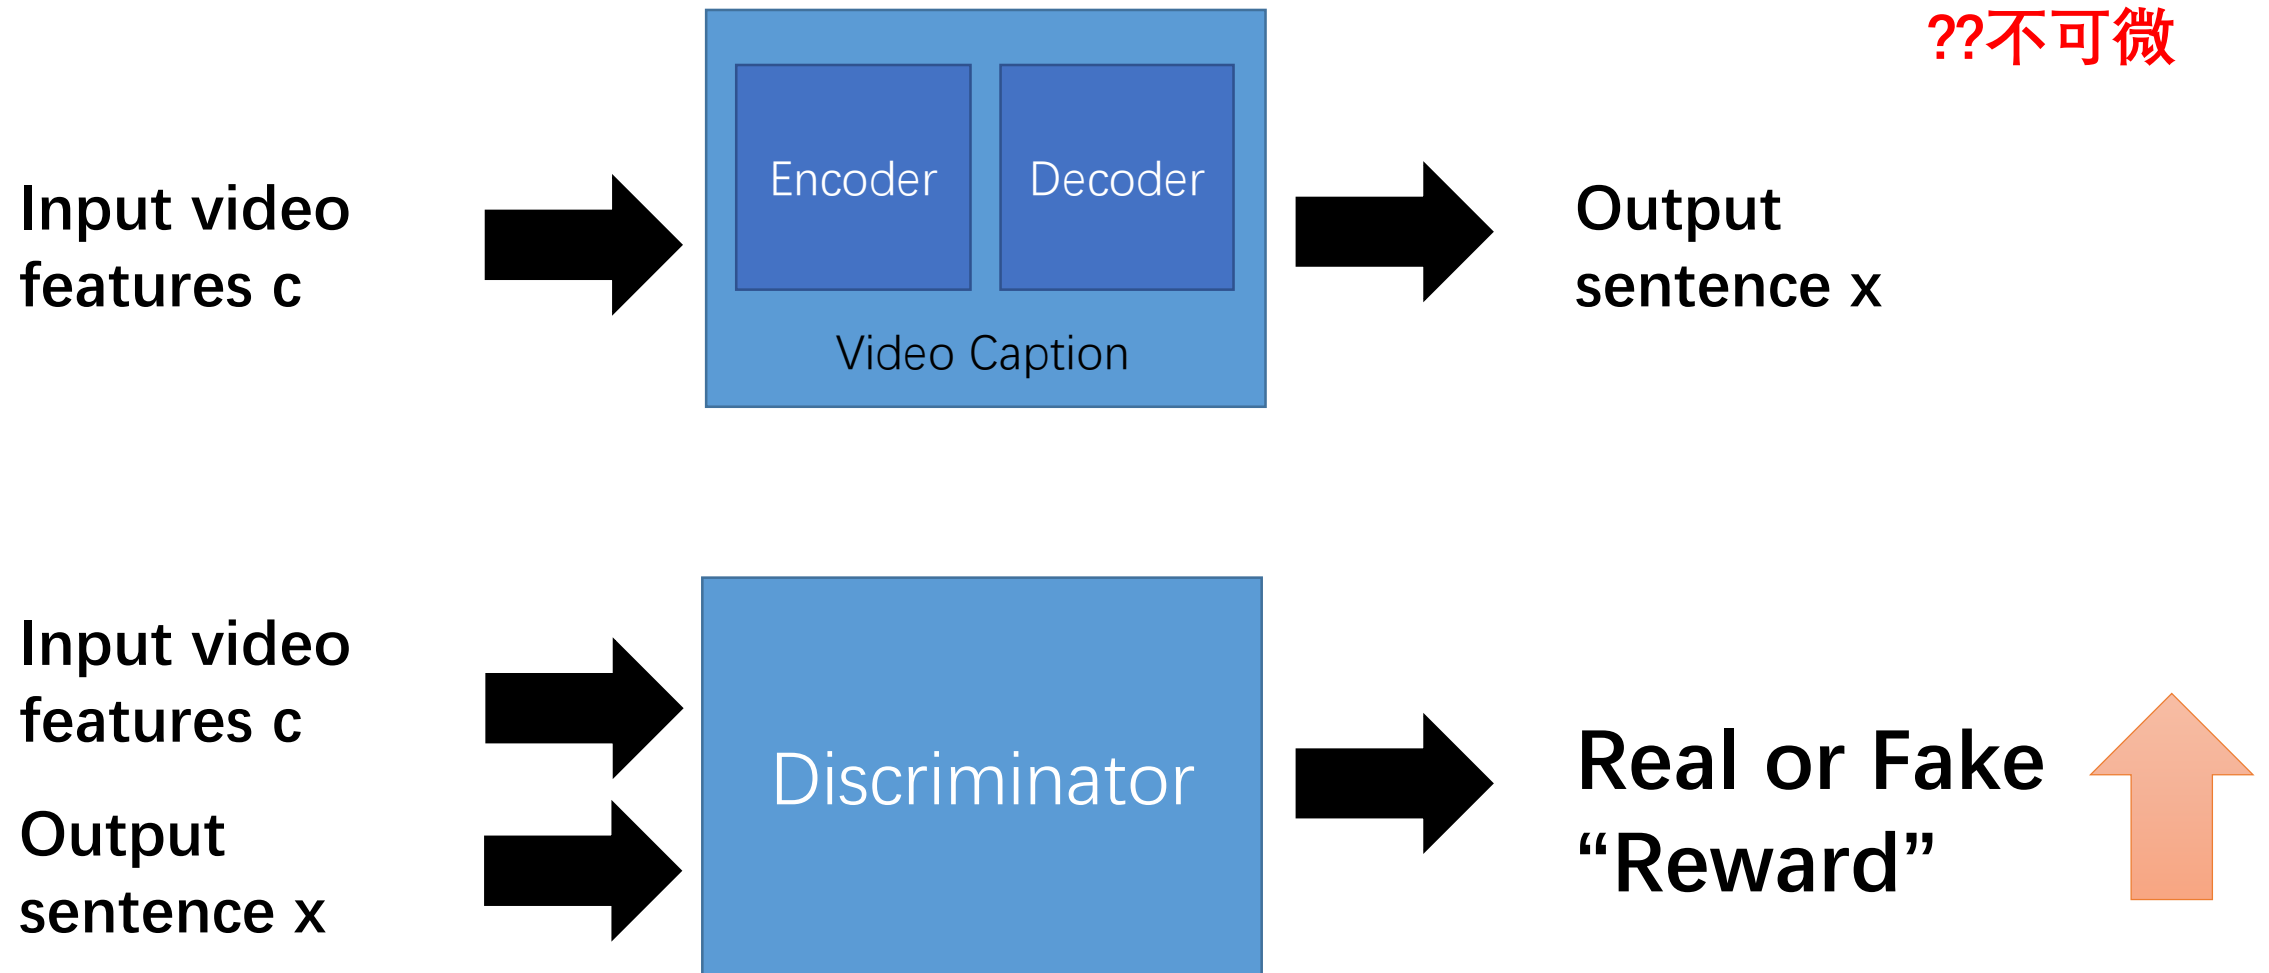 ??不可微
Input video
features c
Encoder
Decoder
Video Caption
Output
sentence x
Input video
features c
Output
sentence x
Discriminator
Real or Fake
“Reward”